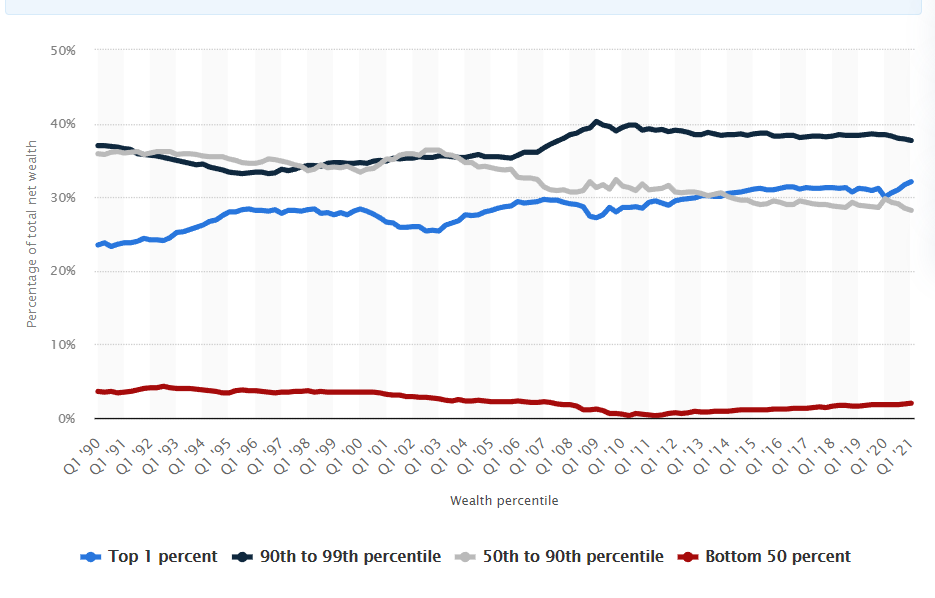 50%
40%
30%
20%
10%
0%
Percentage of total net wealth
Q1 '90
Q1 '91
Q1 '92
Q1 '93
Q1 '94
Q1 '95
Q1 '96
Q1 '97
Q1 '98
Q1 '99
Q1 '00
Q1 '01
Q1 '02
Q1 '03
Q1 '04
Q1 '05
Q1 '06
Q1 '07
Q1 '08
Q1 '09
Q1 '10
Q1 '11
Q1 '12
Q1 '13
Q1 '14
Q1 '15
Q1 '16
Q1 '17
Q1 '18
Q1 '19
Q1 '20
Q1 '21
Wealth percentile
Top 1 percent 90th to 99th percentile 50th to 90th percentile Bottom 50 percent